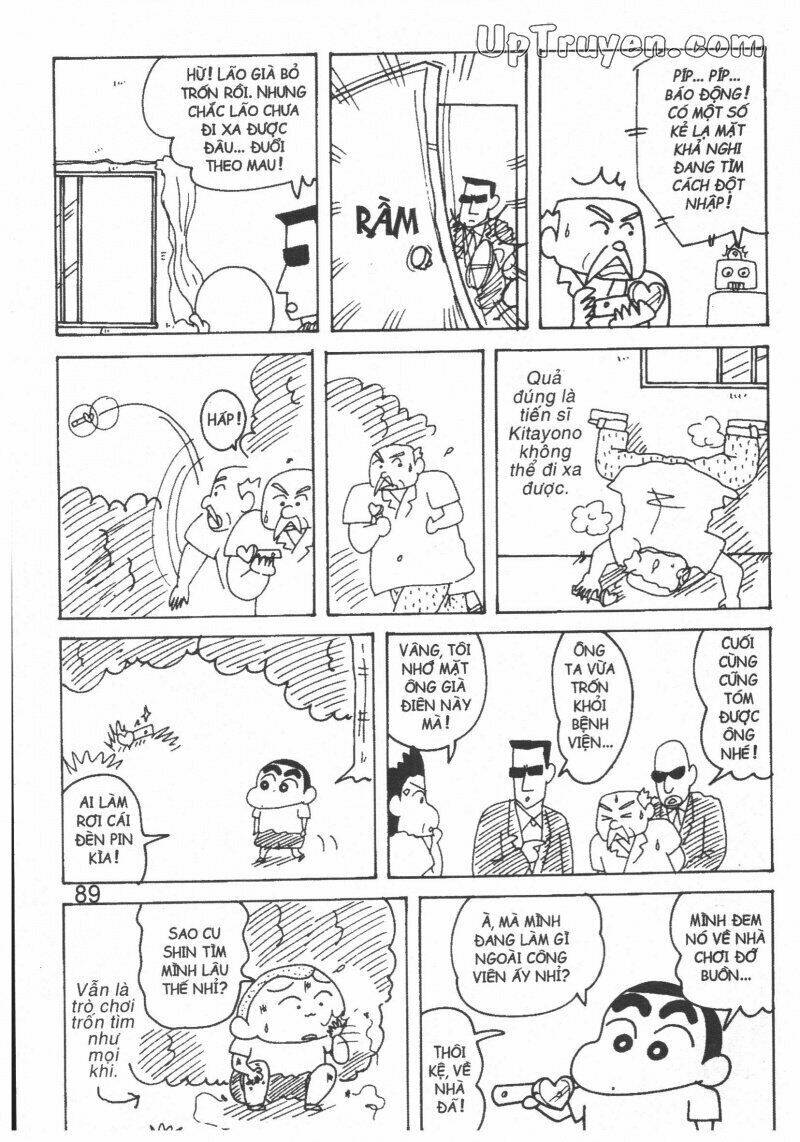 UpTruyen.com
PÍP... PÍP...
BÁO ĐỘNG!
CÓ MỘT SỐ
KẺ LẠ MẶT
KHẢ NGHI
ĐANG TÌM
CÁCH ĐỘT
NHẬP!
RẦM
HỪ! LÃO GIÀ BỎ
TRỐN RỒI. NHƯNG
CHẮC LÃO CHƯA
ĐI XA ĐƯỢC
ĐÂU... ĐUỔI
THEO MAU!
Quả
đúng là
tiến sĩ
Kitayono
không
thể đi xa
được.
HẤP!
CUỐI
CÙNG
CŨNG
TÓM
ĐƯỢC
ÔNG
NHÉ!
ÔNG
TA VỪA
TRỐN
KHỎI
BỆNH
VIỆN...
VÂNG, TÔI
NHỚ MẶT
ÔNG GIÀ
ĐIÊN NÀY
MÀ!
AI LÀM
RƠI CÁI
ĐÈN PIN
KÌA!
89
MÌNH ĐEM
NÓ VỀ NHÀ
CHƠI ĐỠ
BUỒN...
À, MÀ MÌNH
ĐANG LÀM GÌ
NGOÀI CÔNG
VIÊN ẤY NHỈ?
THÔI
KỆ, VỀ
NHÀ
ĐÃ!
SAO CU
SHIN TÌM
MÌNH LÂU
THẾ NHỈ?
Vẫn là
trò chơi
trốn tìm
như
mọi
khi.